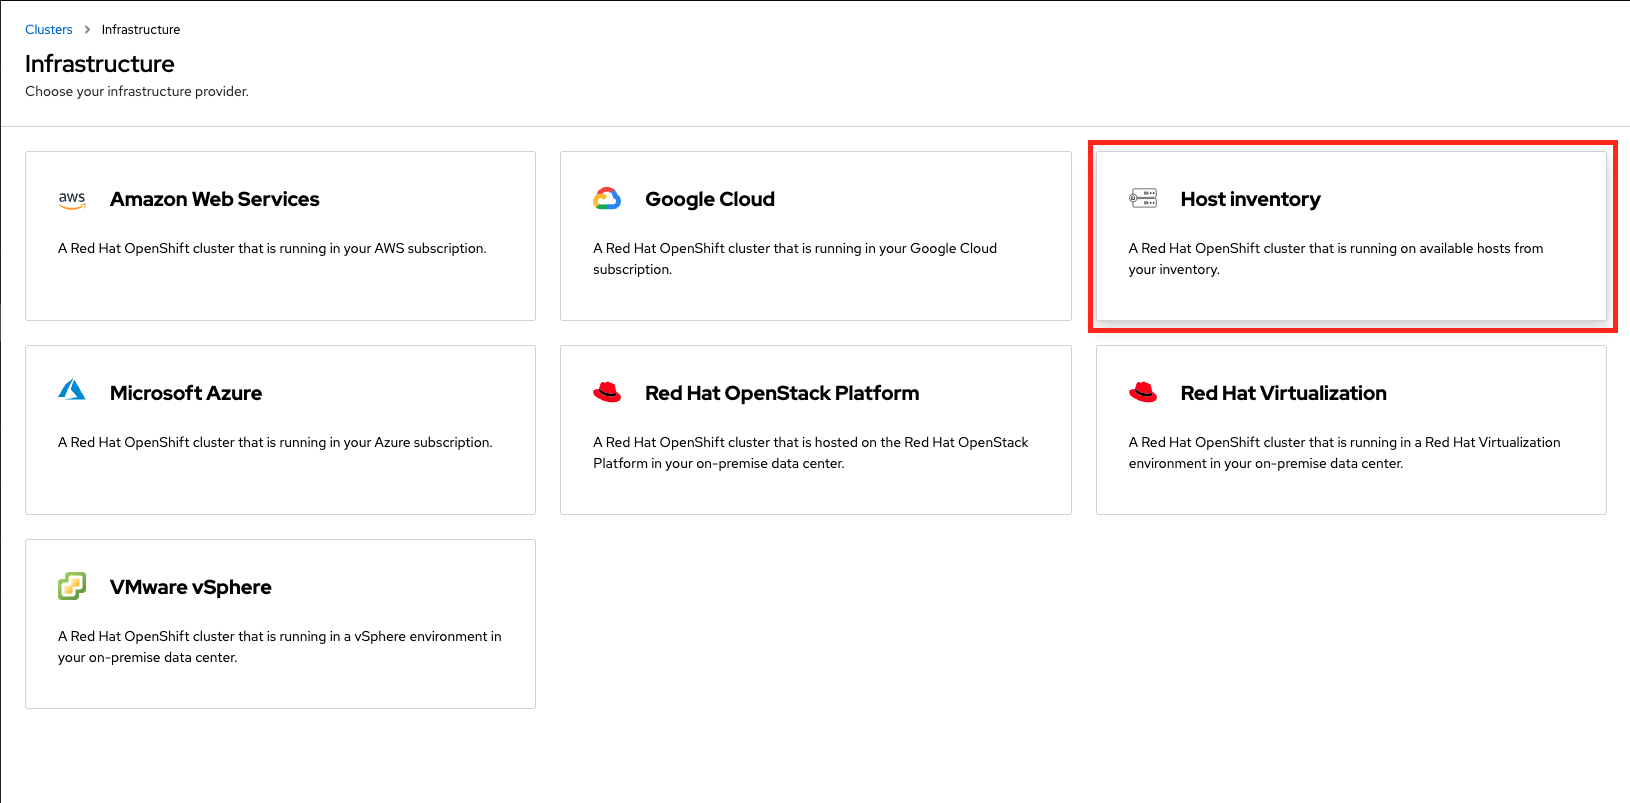 Clusters > Infrastructure
Infrastructure
Choose your infrastructure provider.
aws Amazon Web Services
A Red Hat OpenShift cluster that is running in your AWS subscription.
Google Cloud
A Red Hat OpenShift cluster that is running in your Google Cloud
subscription.
Host inventory
A Red Hat OpenShift cluster that is running on available hosts from
your inventory.
Microsoft Azure
A Red Hat OpenShift cluster that is running in your Azure subscription.
Red Hat OpenStack Platform
A Red Hat OpenShift cluster that is hosted on the Red Hat OpenStack
Platform in your on-premise data center.
Red Hat Virtualization
A Red Hat OpenShift cluster that is running in a Red Hat Virtualization
environment in your on-premise data center.
VMware vSphere
A Red Hat OpenShift cluster that is running in a vSphere environment in
your on-premise data center.